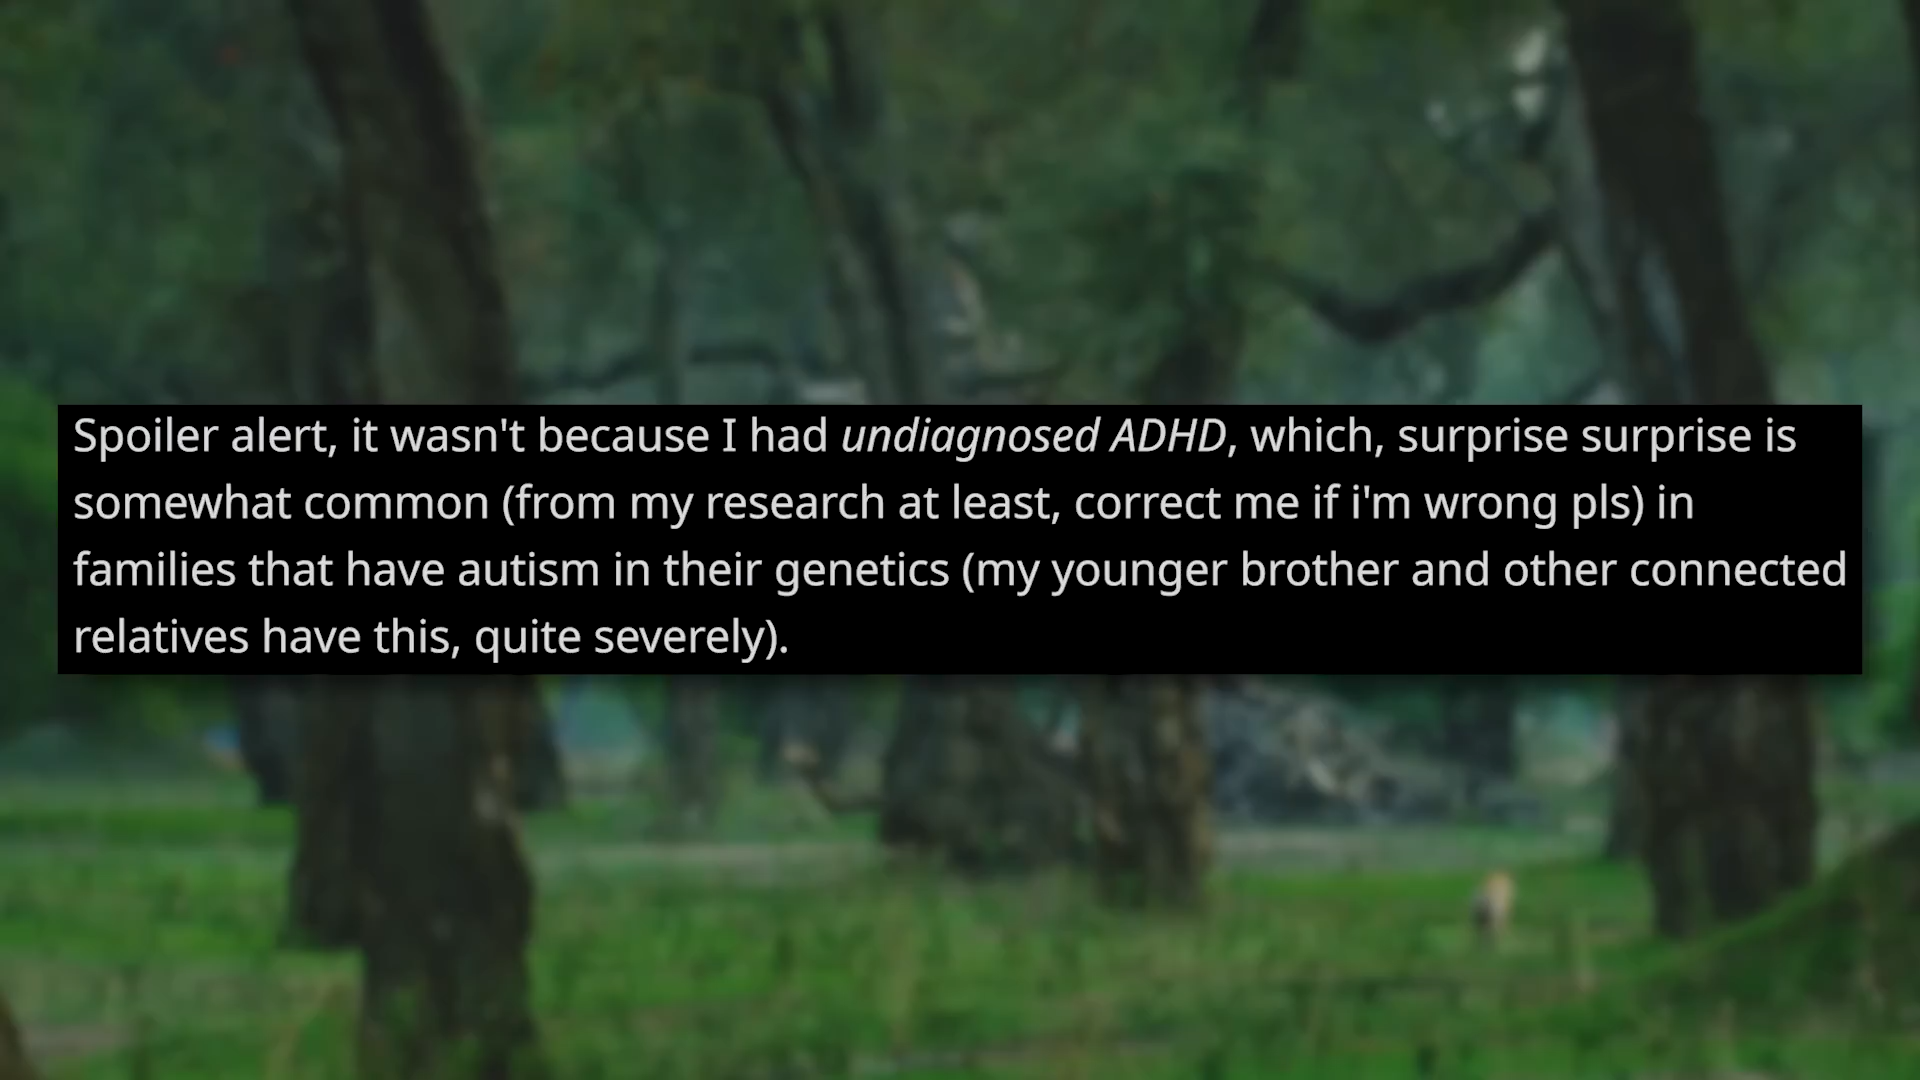 Spoiler alert, it wasn't because I had undiagnosed ADHD, which, surprise surprise is
somewhat common (from my research at least, correct me if i'm wrong pls) in
families that have autism in their genetics (my younger brother and other connected
relatives have this, quite severely).